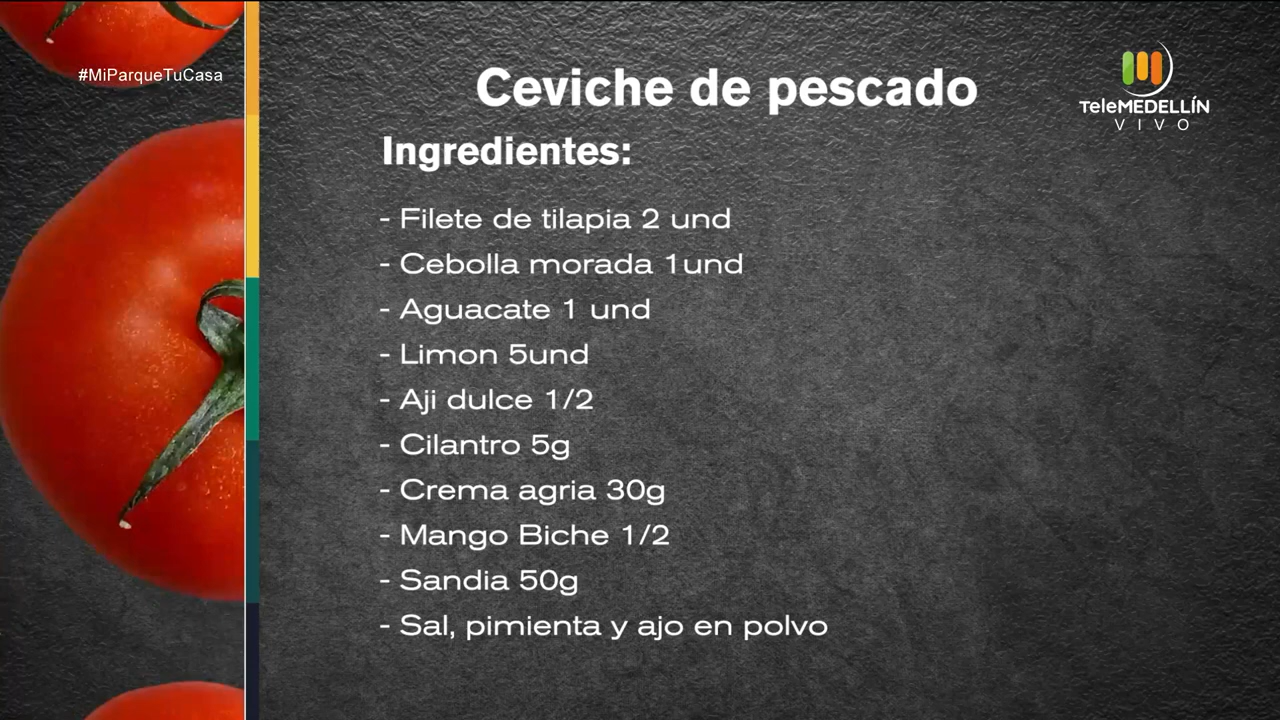 #MiParqueTuCasa
Ceviche de pescado
TeleMEDELLÍN
VIVO
Ingredientes:
- Filete de tilapia 2 und
- Cebolla morada 1und
- Aguacate 1 und
- Limon 5und
- Aji dulce 1/2
- Cilantro 5g
- Crema agria 30g
- Mango Biche 1/2
- Sandia 50g
- Sal, pimienta y ajo en polvo